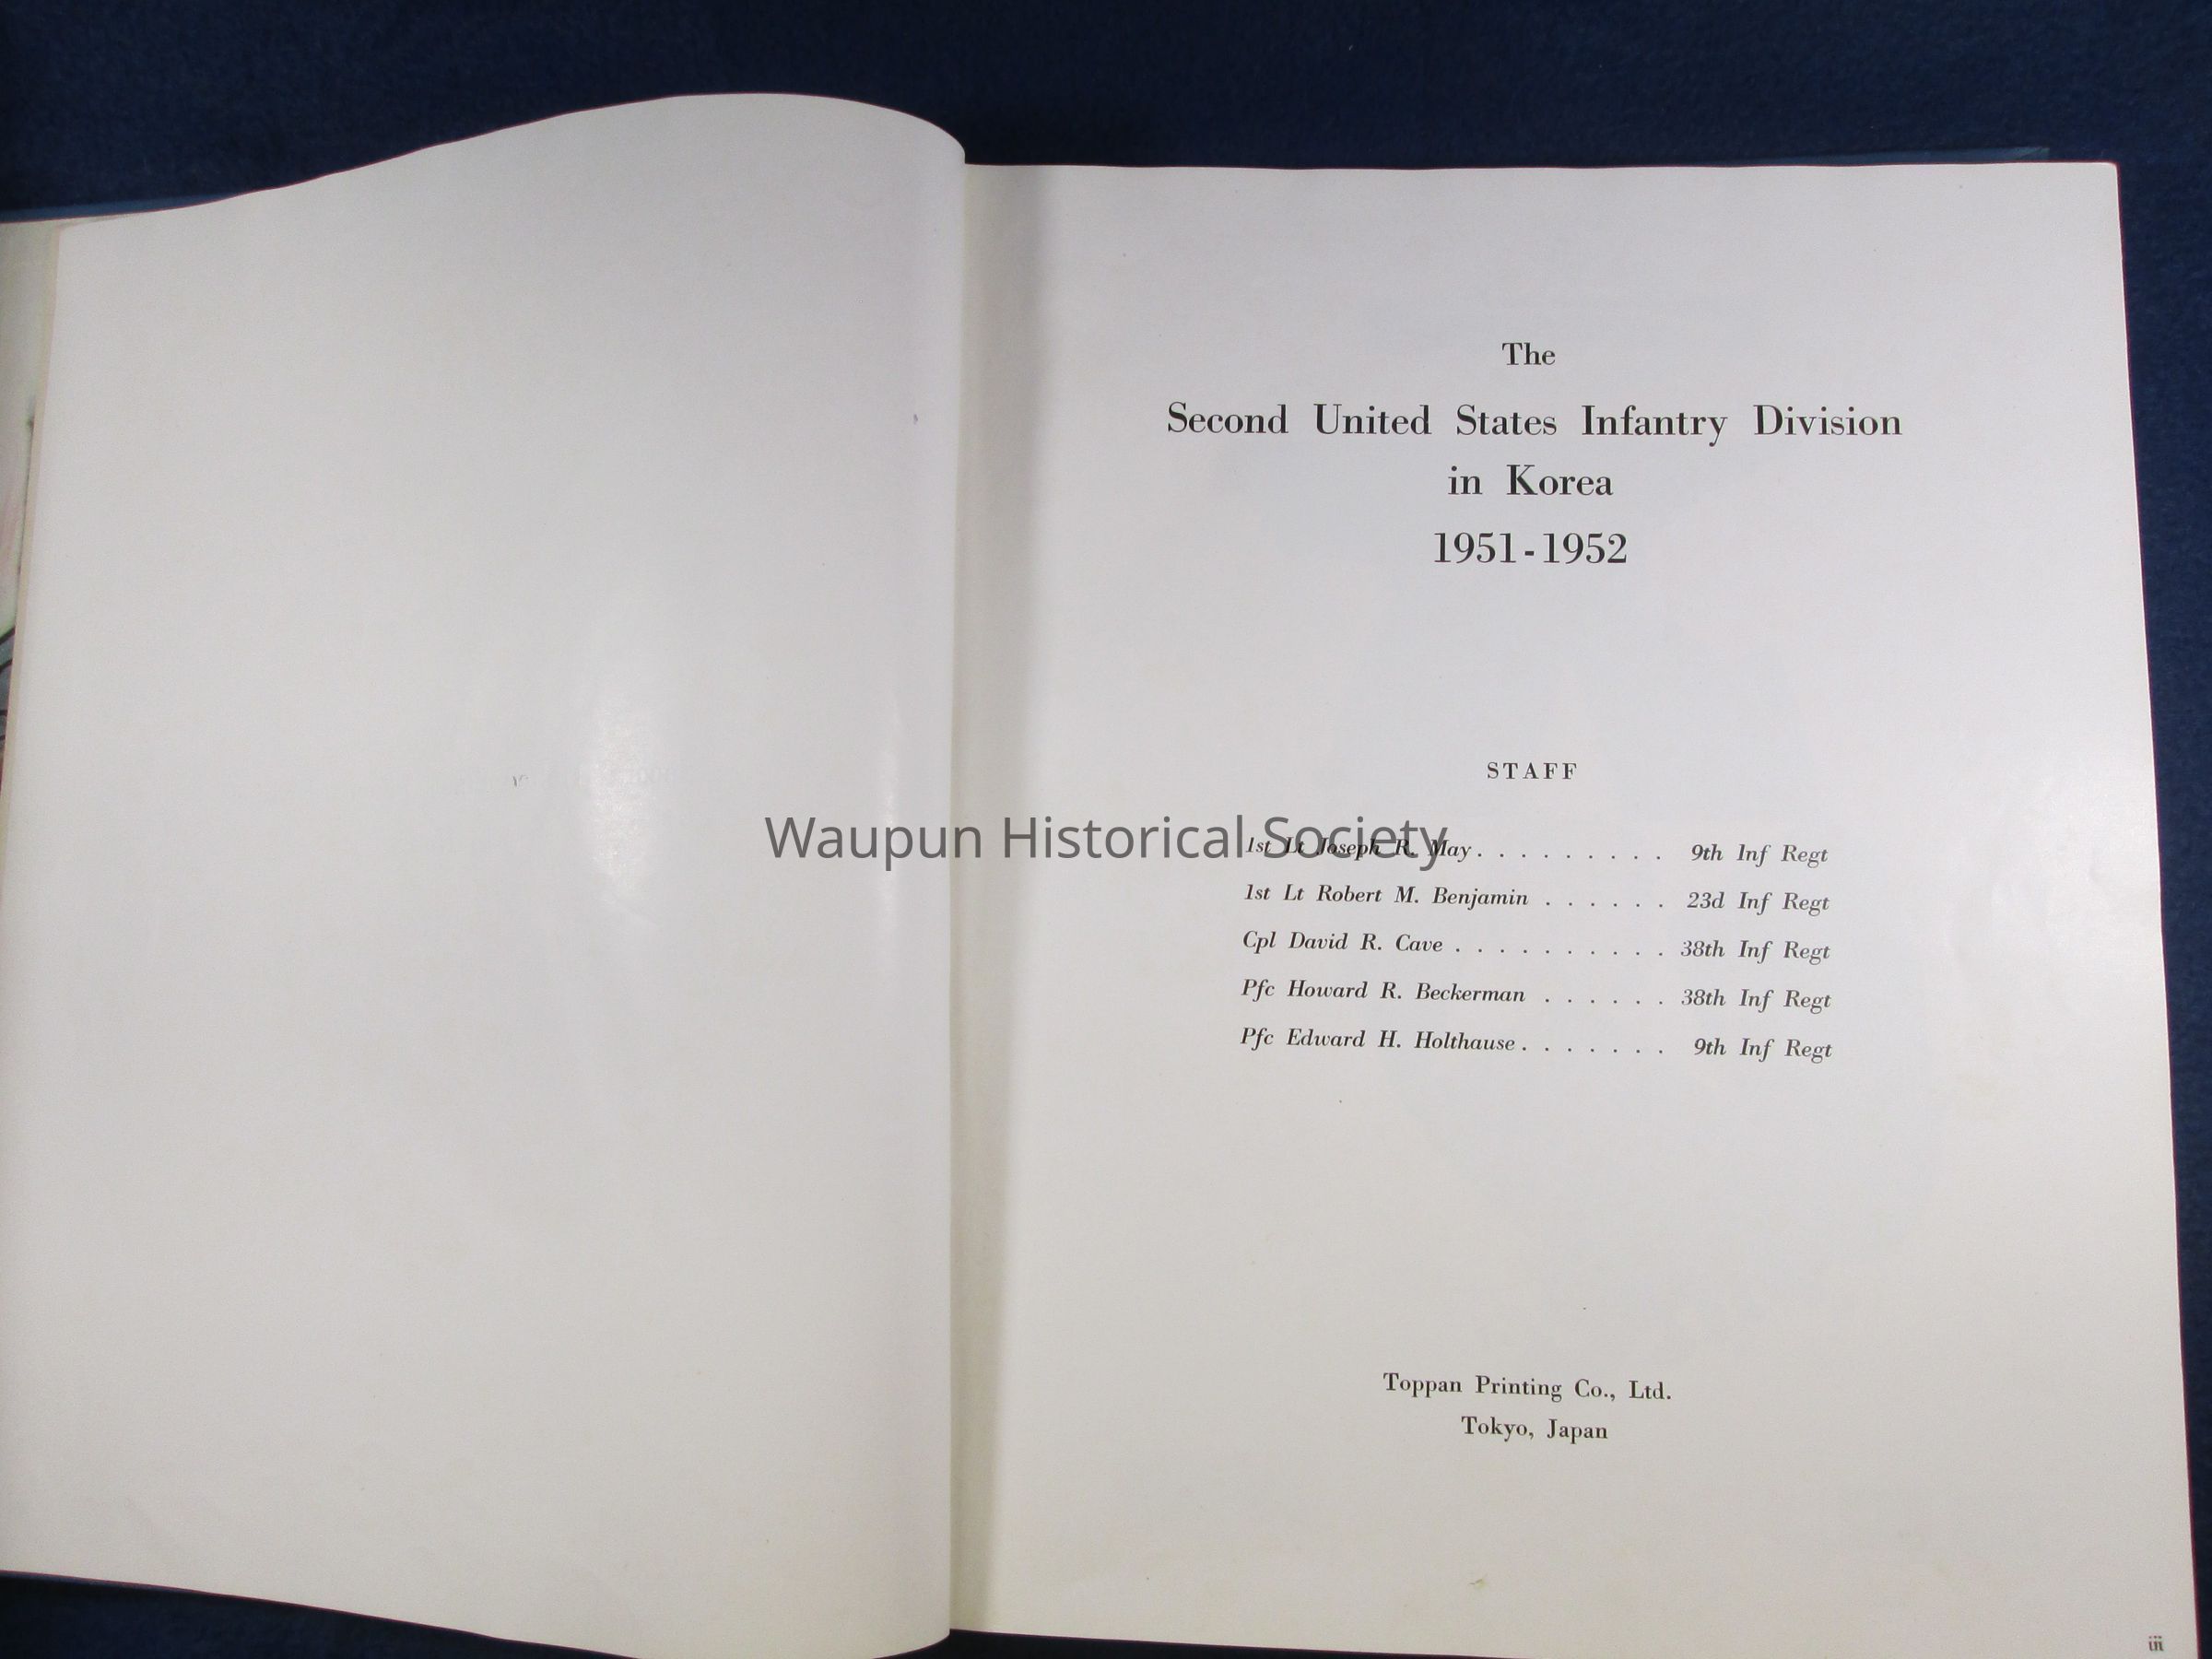 The
Second United States Infantry Division
in Korea
1951-1952
STAFF
Waupun Historical Society
1st Lt Joseph R. May . . . . . . . . . 9th Inf Regt
1st Lt Robert M. Benjamin . . . . . . 23d Inf Regt
Cpl David R. Cave . . . . . . . . . . 38th Inf Regt
Pfc Howard R. Beckerman . . . . . . 38th Inf Regt
Pfc Edward H. Holthause . . . . . . . 9th Inf Regt
Toppan Printing Co., Ltd.
Tokyo, Japan
iii